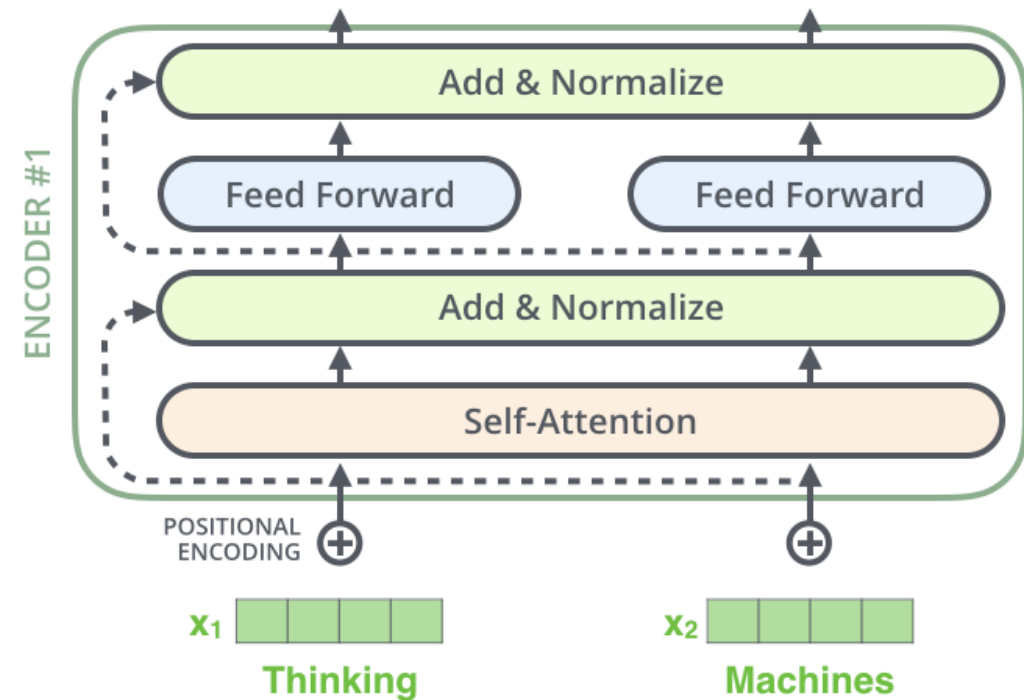 ENCODER #1
Add & Normalize
Feed Forward
Feed Forward
Add & Normalize
Self-Attention
POSITIONAL
ENCODING
x₁
x₂
Thinking
Machines